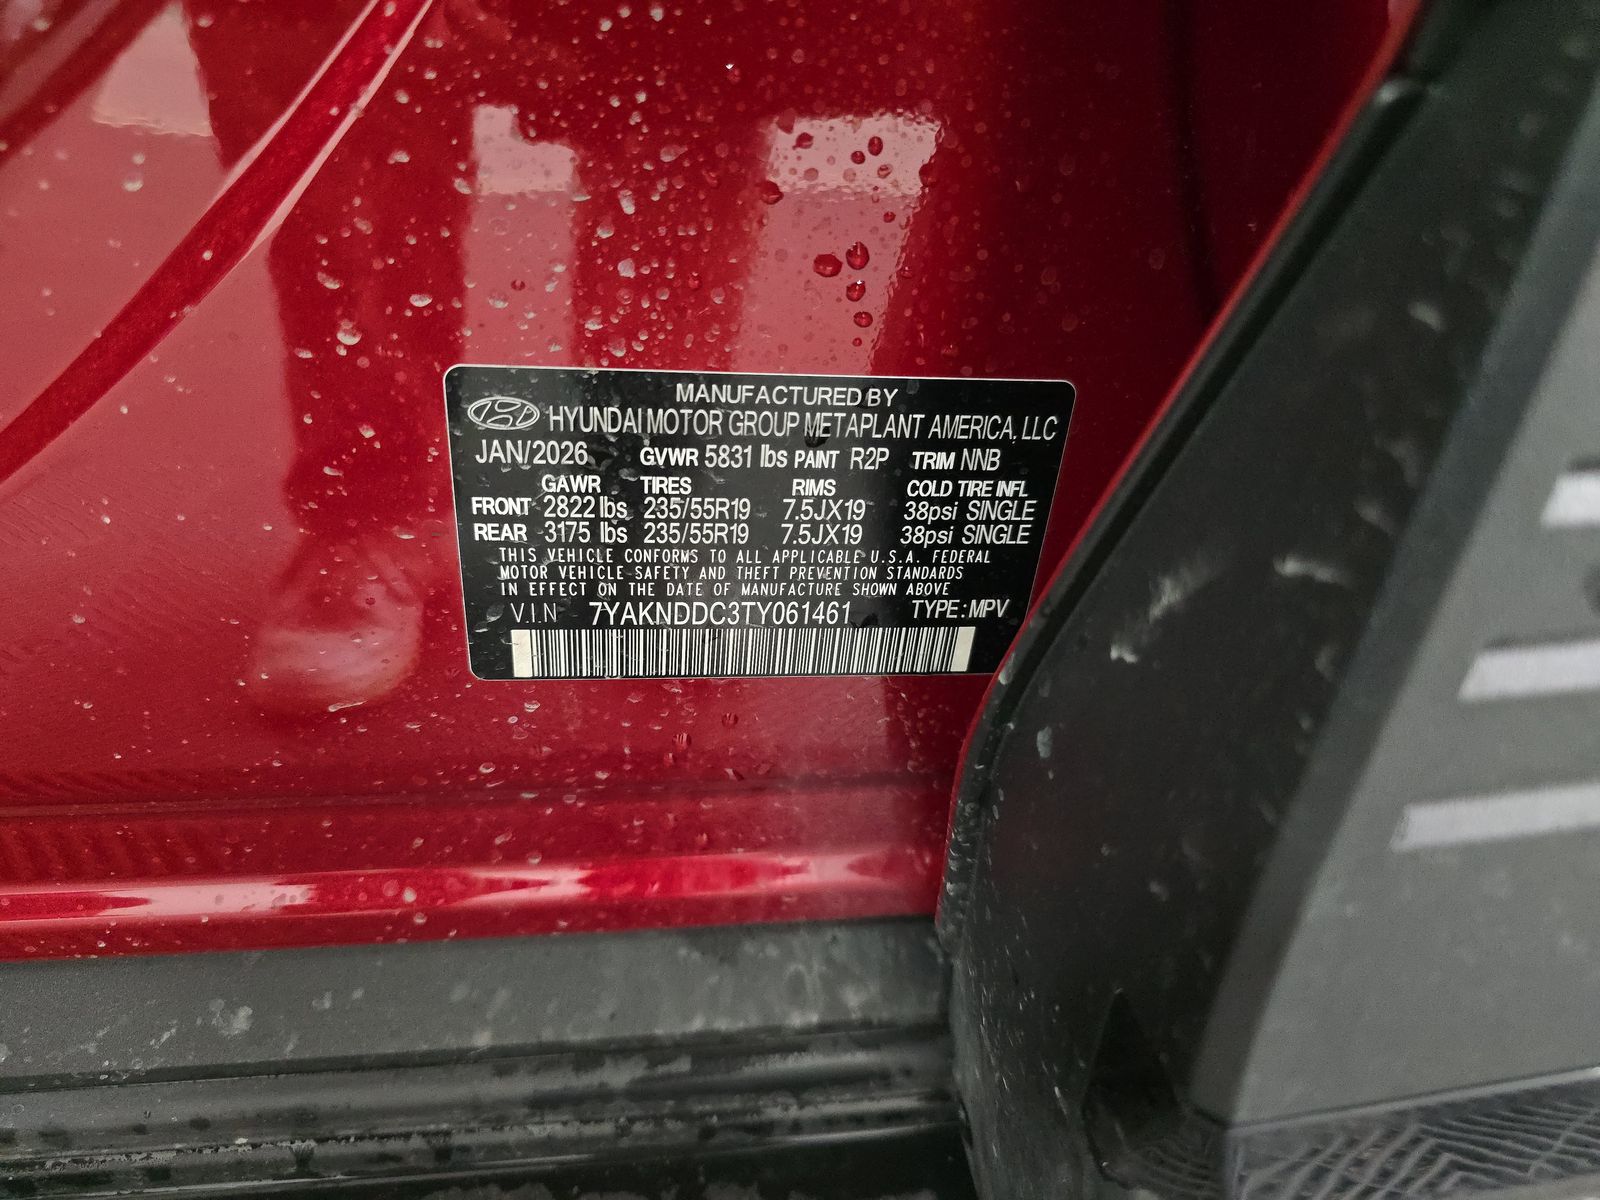 MANUFACTURED BY
HYUNDAI MOTOR GROUP METAPLANT AMERICA, LLC
JAN/2026 GVWR 5831 lbs PAINT R2P TRIM NNB
GAWR TIRES RIMS COLD TIRE INFL
FRONT 2822 lbs 235/55R19 7.5JX19 38psi SINGLE
REAR 3175 lbs 235/55R19 7.5JX19 38psi SINGLE
THIS VEHICLE CONFORMS TO ALL APPLICABLE U.S.A. FEDERAL
MOTOR VEHICLE SAFETY AND THEFT PREVENTION STANDARDS
IN EFFECT ON THE DATE OF MANUFACTURE SHOWN ABOVE
V.I.N 7YAKNDDC3TY061461 TYPE: MPV